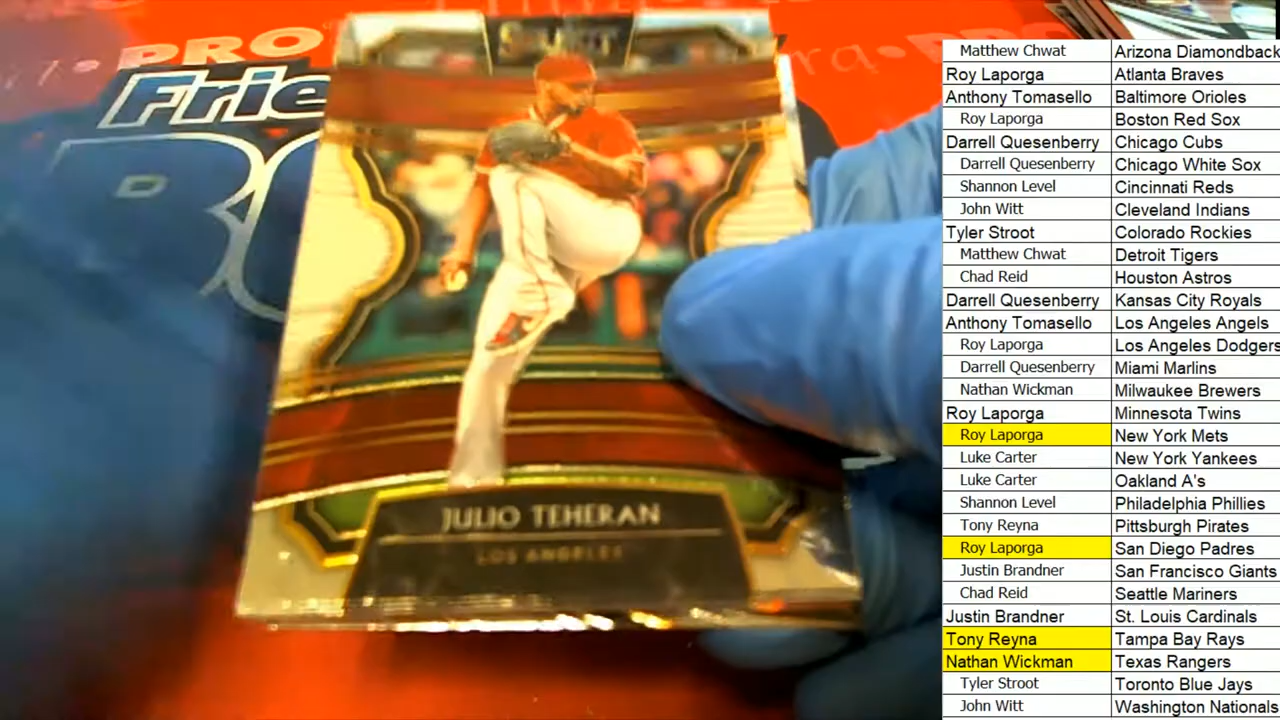 PRO
Frie
SELECT
JULIO TEHERAN
LOS ANGELES
Matthew Chwat Arizona Diamondback
Roy Laporga Atlanta Braves
Anthony Tomasello Baltimore Orioles
Roy Laporga Boston Red Sox
Darrell Quesenberry Chicago Cubs
Darrell Quesenberry Chicago White Sox
Shannon Level Cincinnati Reds
John Witt Cleveland Indians
Tyler Stroot Colorado Rockies
Matthew Chwat Detroit Tigers
Chad Reid Houston Astros
Darrell Quesenberry Kansas City Royals
Anthony Tomasello Los Angeles Angels
Roy Laporga Los Angeles Dodgers
Darrell Quesenberry Miami Marlins
Nathan Wickman Milwaukee Brewers
Roy Laporga Minnesota Twins
Roy Laporga New York Mets
Luke Carter New York Yankees
Luke Carter Oakland A's
Shannon Level Philadelphia Phillies
Tony Reyna Pittsburgh Pirates
Roy Laporga San Diego Padres
Justin Brandner San Francisco Giants
Chad Reid Seattle Mariners
Justin Brandner St. Louis Cardinals
Tony Reyna Tampa Bay Rays
Nathan Wickman Texas Rangers
Tyler Stroot Toronto Blue Jays
John Witt Washington Nationals